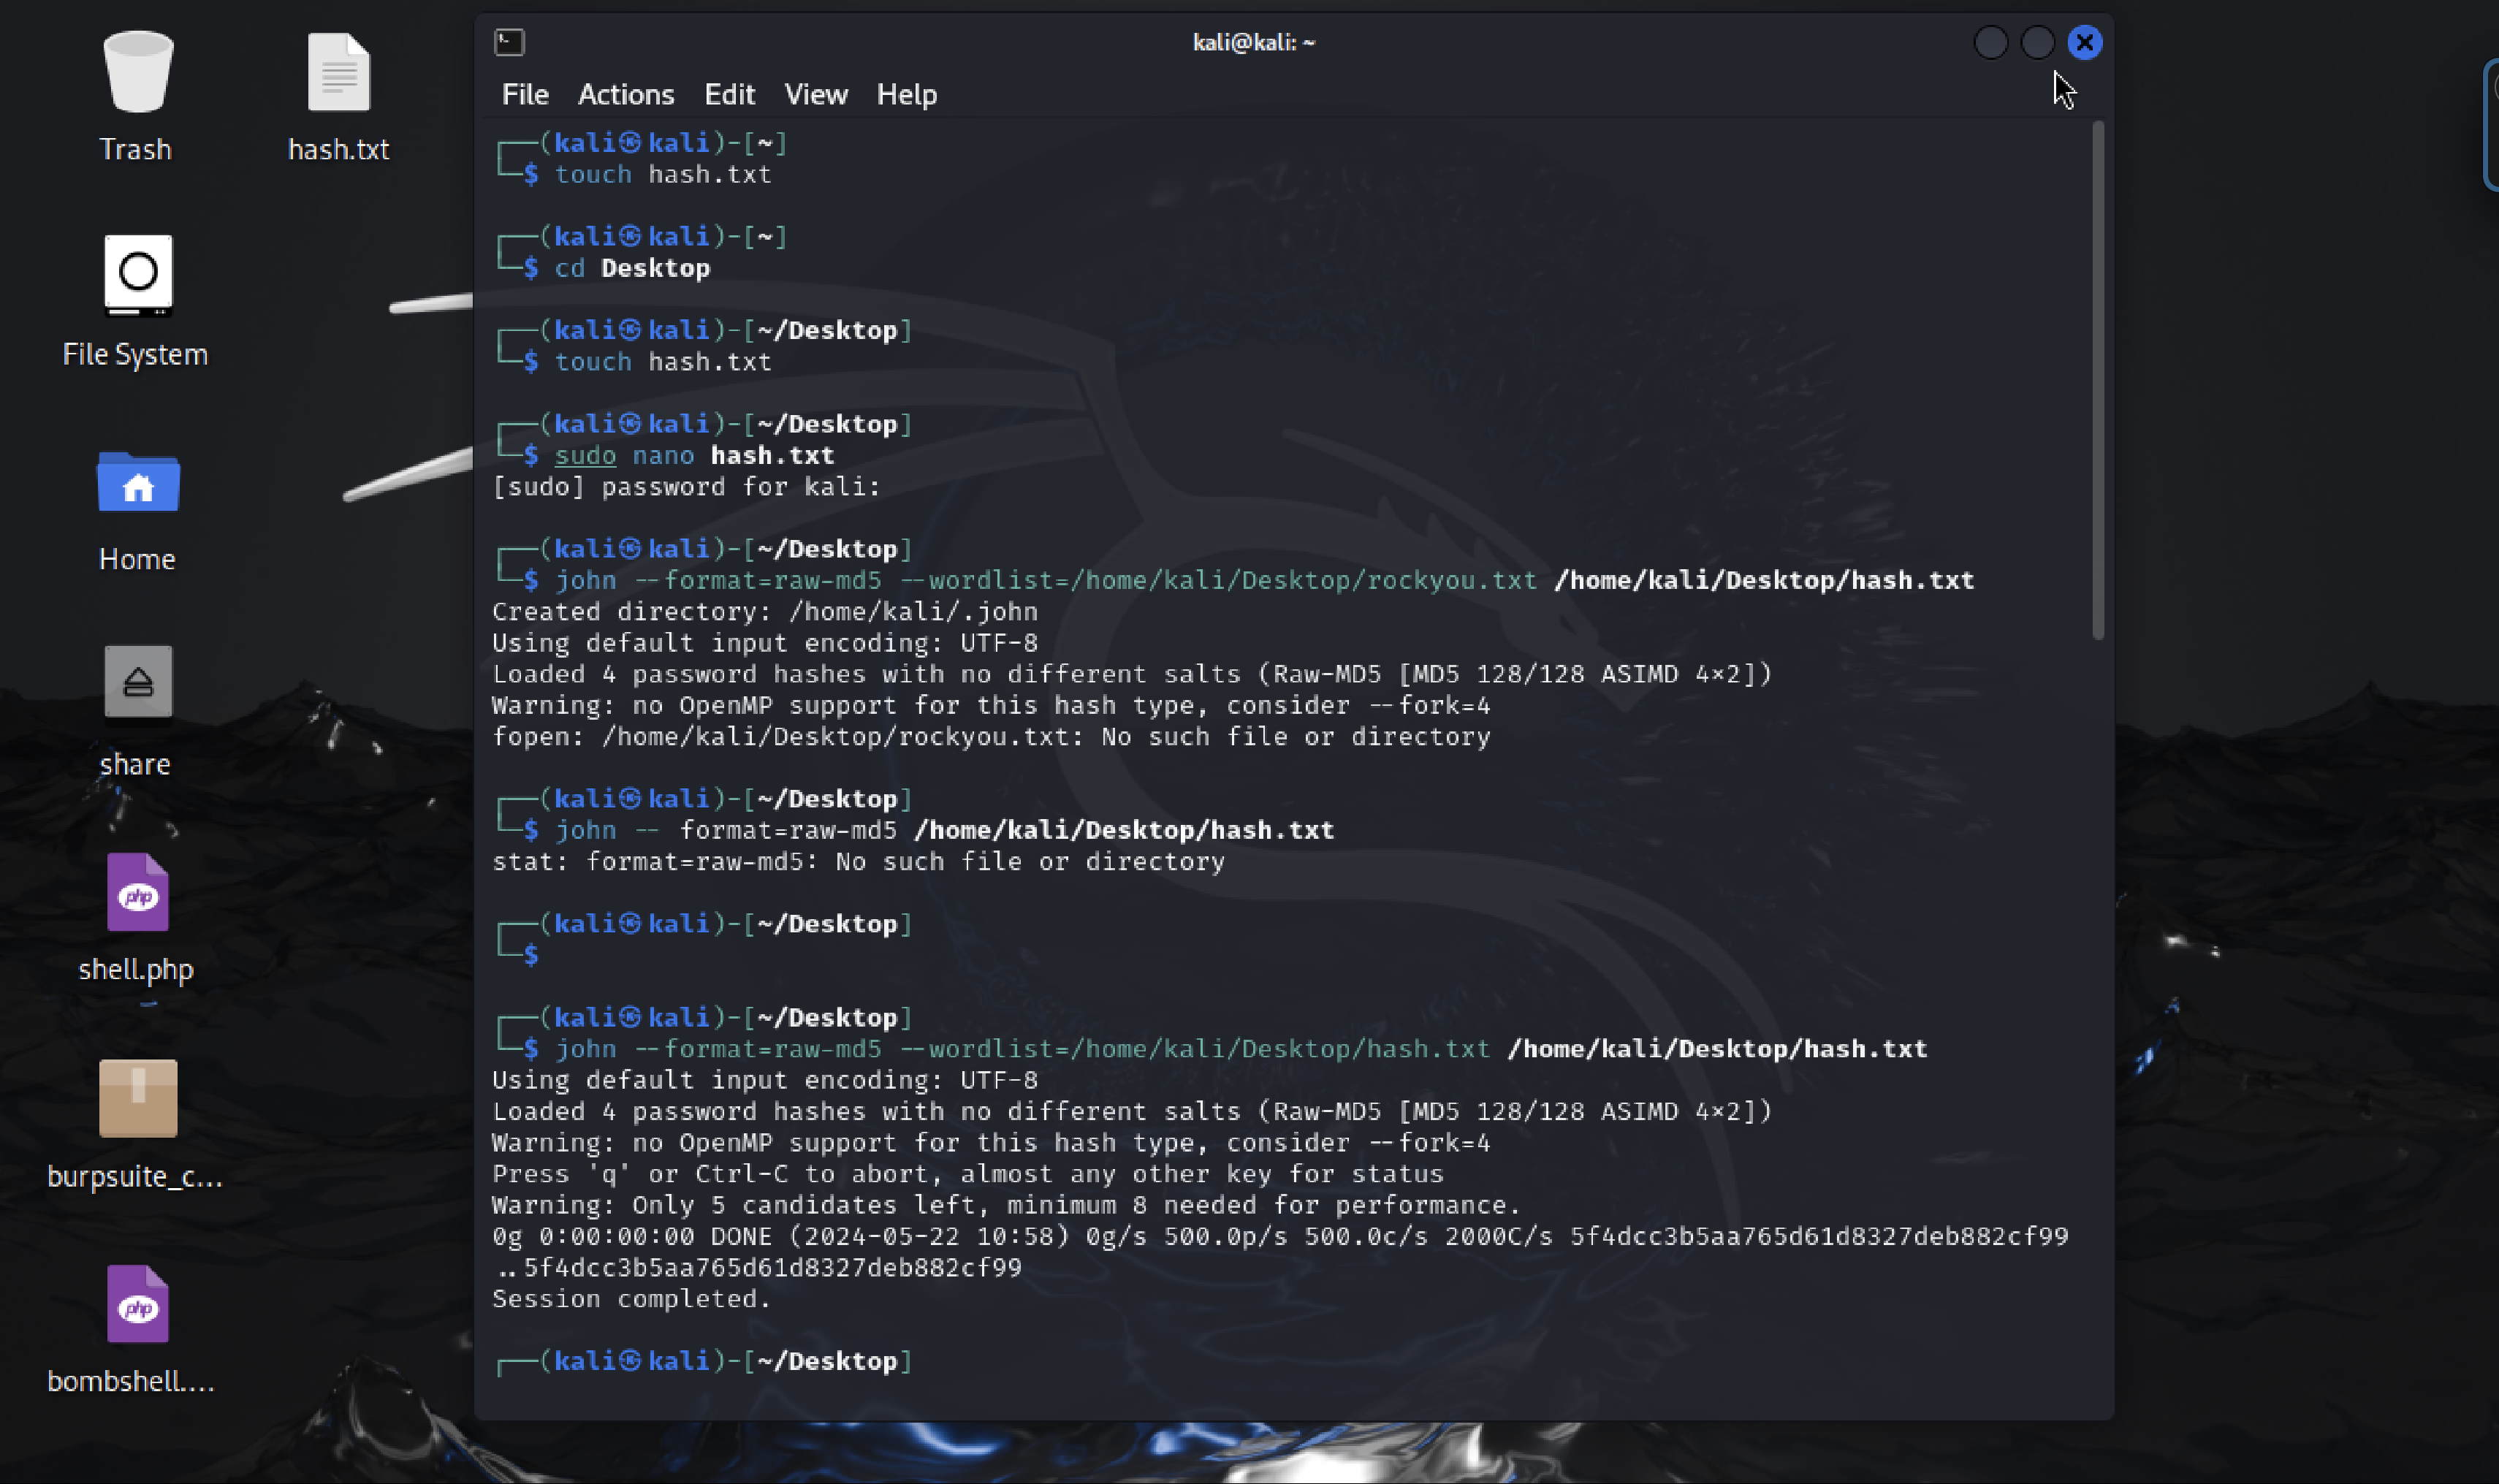 Trash
hash.txt
File System
Home
share
shell.php
burpsuite_c...
bombshell....
kali@kali: ~
File Actions Edit View Help
┌──(kali㉿kali)-[~]
└─$ touch hash.txt
┌──(kali㉿kali)-[~]
└─$ cd Desktop
┌──(kali㉿kali)-[~/Desktop]
└─$ touch hash.txt
┌──(kali㉿kali)-[~/Desktop]
└─$ sudo nano hash.txt
[sudo] password for kali:
┌──(kali㉿kali)-[~/Desktop]
└─$ john --format=raw-md5 --wordlist=/home/kali/Desktop/rockyou.txt /home/kali/Desktop/hash.txt
Created directory: /home/kali/.john
Using default input encoding: UTF-8
Loaded 4 password hashes with no different salts (Raw-MD5 [MD5 128/128 ASIMD 4×2])
Warning: no OpenMP support for this hash type, consider --fork=4
fopen: /home/kali/Desktop/rockyou.txt: No such file or directory
┌──(kali㉿kali)-[~/Desktop]
└─$ john -- format=raw-md5 /home/kali/Desktop/hash.txt
stat: format=raw-md5: No such file or directory
┌──(kali㉿kali)-[~/Desktop]
└─$
┌──(kali㉿kali)-[~/Desktop]
└─$ john --format=raw-md5 --wordlist=/home/kali/Desktop/hash.txt /home/kali/Desktop/hash.txt
Using default input encoding: UTF-8
Loaded 4 password hashes with no different salts (Raw-MD5 [MD5 128/128 ASIMD 4×2])
Warning: no OpenMP support for this hash type, consider --fork=4
Press 'q' or Ctrl-C to abort, almost any other key for status
Warning: Only 5 candidates left, minimum 8 needed for performance.
0g 0:00:00:00 DONE (2024-05-22 10:58) 0g/s 500.0p/s 500.0c/s 2000C/s 5f4dcc3b5aa765d61d8327deb882cf99
..5f4dcc3b5aa765d61d8327deb882cf99
Session completed.
┌──(kali㉿kali)-[~/Desktop]
php
php